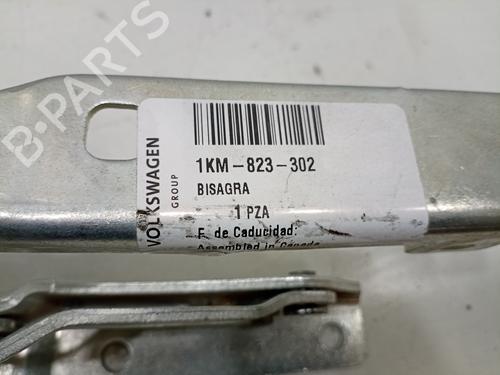 B-PARTS
VOLKSWAGEN
GROUP
1KM-823-302
BISAGRA
1 PZA
F. de Caducidad:
Assembled in Canada